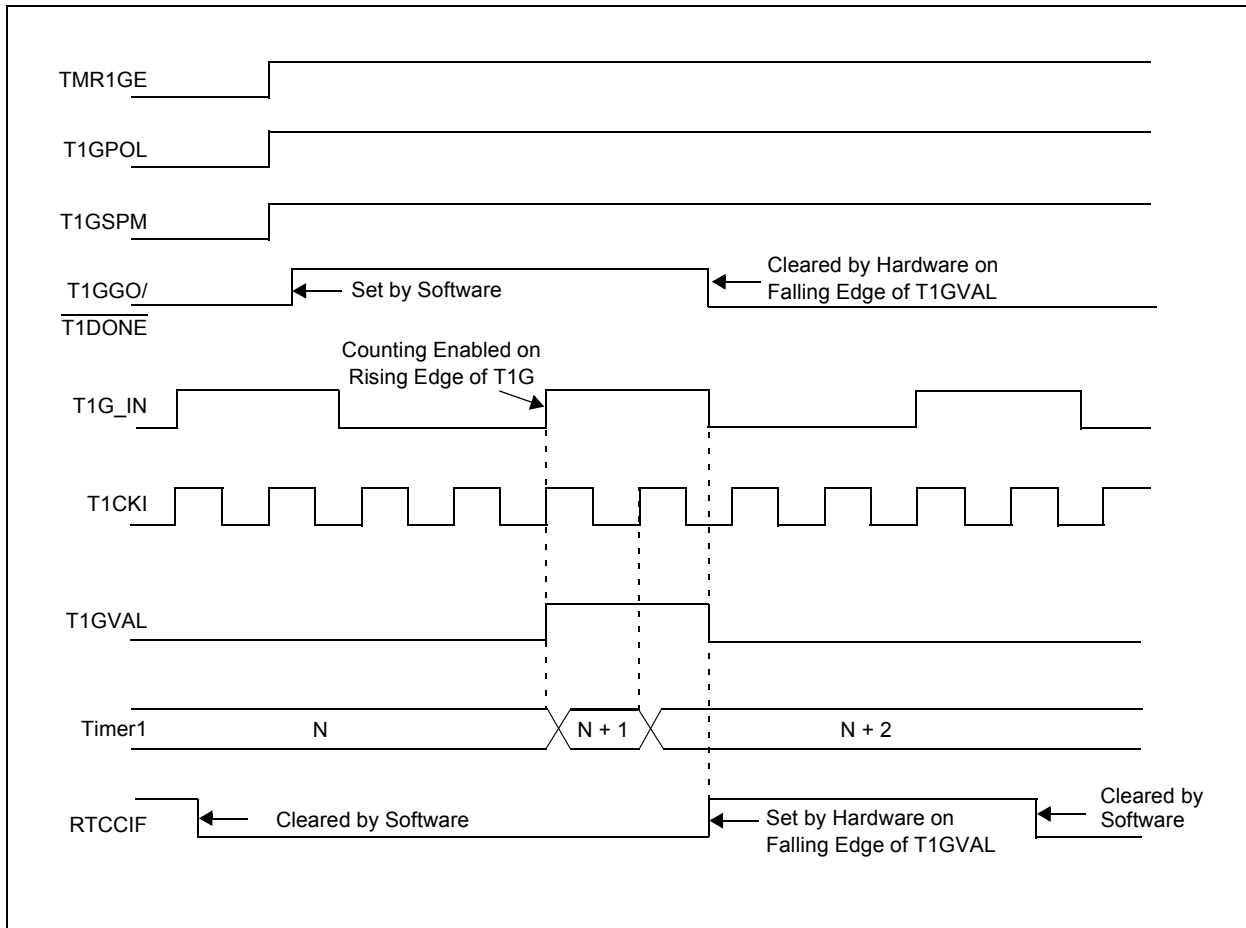 TMR1GE
T1GPOL
T1GSPM
T1GGO/
T1DONE
Set by Software
Cleared by Hardware on
Falling Edge of T1GVAL
Counting Enabled on
Rising Edge of T1G
T1G_IN
T1CKI
T1GVAL
Timer1
N
N + 1
N + 2
RTCCIF
Cleared by Software
Set by Hardware on
Falling Edge of T1GVAL
Cleared by
Software